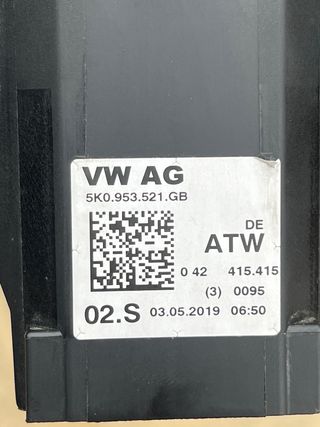 VW AG
5K0.953.521.GB
DE
ATW
0 42 415.415
(3) 0095
02.S 03.05.2019 06:50